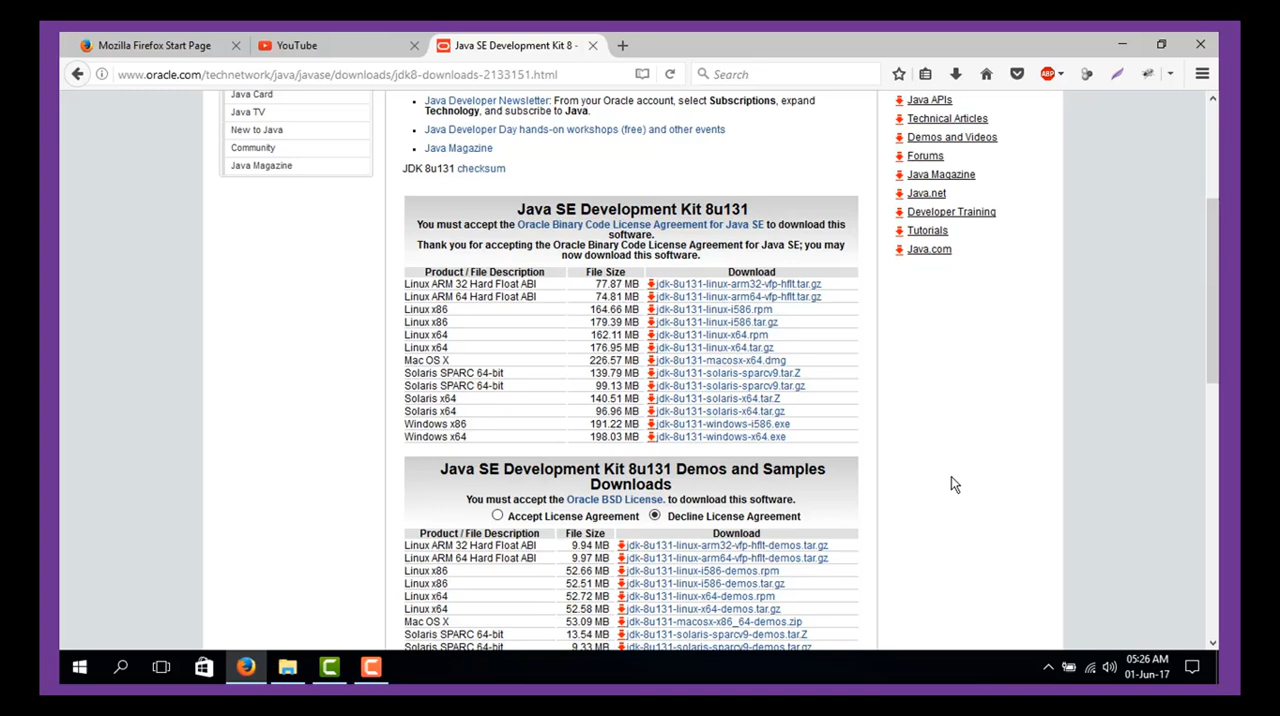 Mozilla Firefox Start Page
YouTube
Java SE Development Kit 8 -
www.oracle.com/technetwork/java/javase/downloads/jdk8-downloads-2133151.html
Search
ABP
Java Card
Java TV
New to Java
Community
Java Magazine
Java Developer Newsletter: From your Oracle account, select Subscriptions, expand
Technology, and subscribe to Java.
Java Developer Day hands-on workshops (free) and other events
Java Magazine
JDK 8u131 checksum
Java APIs
Technical Articles
Demos and Videos
Forums
Java Magazine
Java.net
Developer Training
Tutorials
Java.com
Java SE Development Kit 8u131
You must accept the Oracle Binary Code License Agreement for Java SE to download this
software.
Thank you for accepting the Oracle Binary Code License Agreement for Java SE; you may
now download this software.
Product / File Description File Size Download
Linux ARM 32 Hard Float ABI 77.87 MB jdk-8u131-linux-arm32-vfp-hflt.tar.gz
Linux ARM 64 Hard Float ABI 74.81 MB jdk-8u131-linux-arm64-vfp-hflt.tar.gz
Linux x86 164.66 MB jdk-8u131-linux-i586.rpm
Linux x86 179.39 MB jdk-8u131-linux-i586.tar.gz
Linux x64 162.11 MB jdk-8u131-linux-x64.rpm
Linux x64 176.95 MB jdk-8u131-linux-x64.tar.gz
Mac OS X 226.57 MB jdk-8u131-macosx-x64.dmg
Solaris SPARC 64-bit 139.79 MB jdk-8u131-solaris-sparcv9.tar.Z
Solaris SPARC 64-bit 99.13 MB jdk-8u131-solaris-sparcv9.tar.gz
Solaris x64 140.51 MB jdk-8u131-solaris-x64.tar.Z
Solaris x64 96.96 MB jdk-8u131-solaris-x64.tar.gz
Windows x86 191.22 MB jdk-8u131-windows-i586.exe
Windows x64 198.03 MB jdk-8u131-windows-x64.exe
Java SE Development Kit 8u131 Demos and Samples
Downloads
You must accept the Oracle BSD License. to download this software.
Accept License Agreement Decline License Agreement
Product / File Description File Size Download
Linux ARM 32 Hard Float ABI 9.94 MB jdk-8u131-linux-arm32-vfp-hflt-demos.tar.gz
Linux ARM 64 Hard Float ABI 9.97 MB jdk-8u131-linux-arm64-vfp-hflt-demos.tar.gz
Linux x86 52.66 MB jdk-8u131-linux-i586-demos.rpm
Linux x86 52.51 MB jdk-8u131-linux-i586-demos.tar.gz
Linux x64 52.72 MB jdk-8u131-linux-x64-demos.rpm
Linux x64 52.58 MB jdk-8u131-linux-x64-demos.tar.gz
Mac OS X 53.09 MB jdk-8u131-macosx-x86_64-demos.zip
Solaris SPARC 64-bit 13.54 MB jdk-8u131-solaris-sparcv9-demos.tar.Z
Solaris SPARC 64-bit 9.33 MB jdk-8u131-solaris-sparcv9-demos.tar.gz
05:26 AM
01-Jun-17